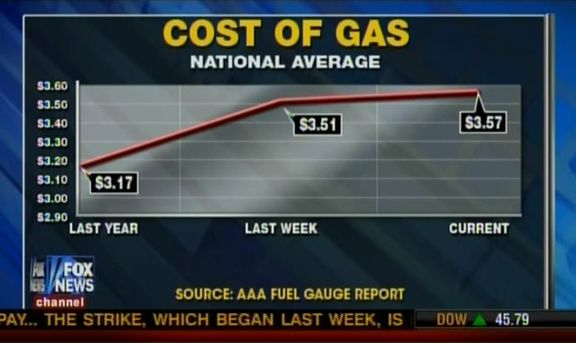 COST OF GAS
NATIONAL AVERAGE
$3.60
$3.50
$3.40
$3.30
$3.20
$3.10
$3.00
$2.90
$3.17
$3.51
$3.57
LAST YEAR
LAST WEEK
CURRENT
FOX
NEWS
channel
SOURCE: AAA FUEL GAUGE REPORT
PAY... THE STRIKE, WHICH BEGAN LAST WEEK, IS
DOW ▲ 45.79